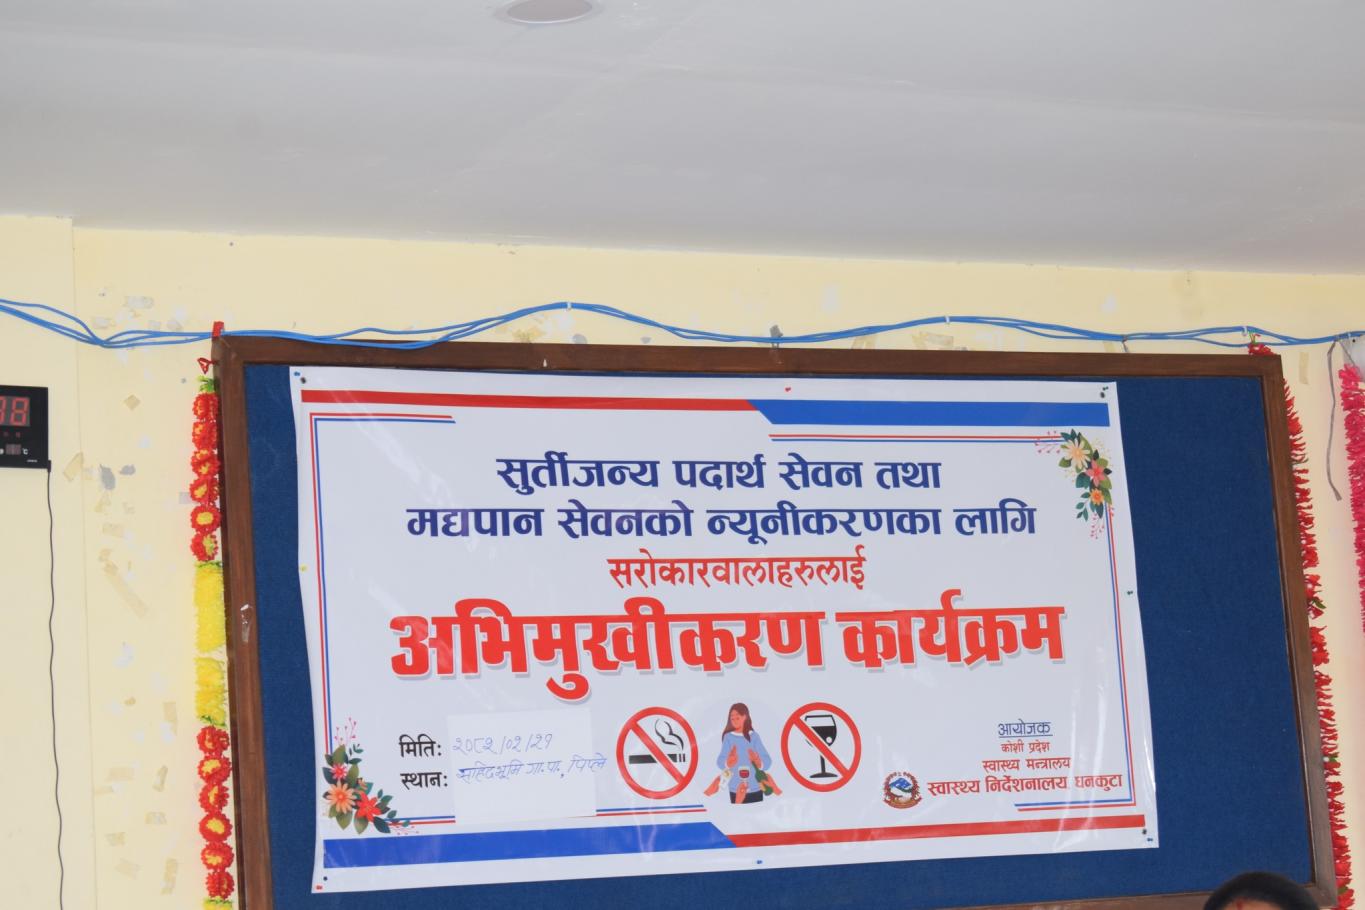 सुर्तीजन्य पदार्थ सेवन तथा
मद्यपान सेवनको न्यूनीकरणका लागि
सरोकारवालाहरुलाई
अभिमुखीकरण कार्यक्रम
मितिः २०८२/०२/२१
स्थानः सहिदभूमि गा.पा., पिप्ले
आयोजक
कोशी प्रदेश
स्वास्थ्य मन्त्रालय
स्वास्थ्य निर्देशनालय धनकुटा